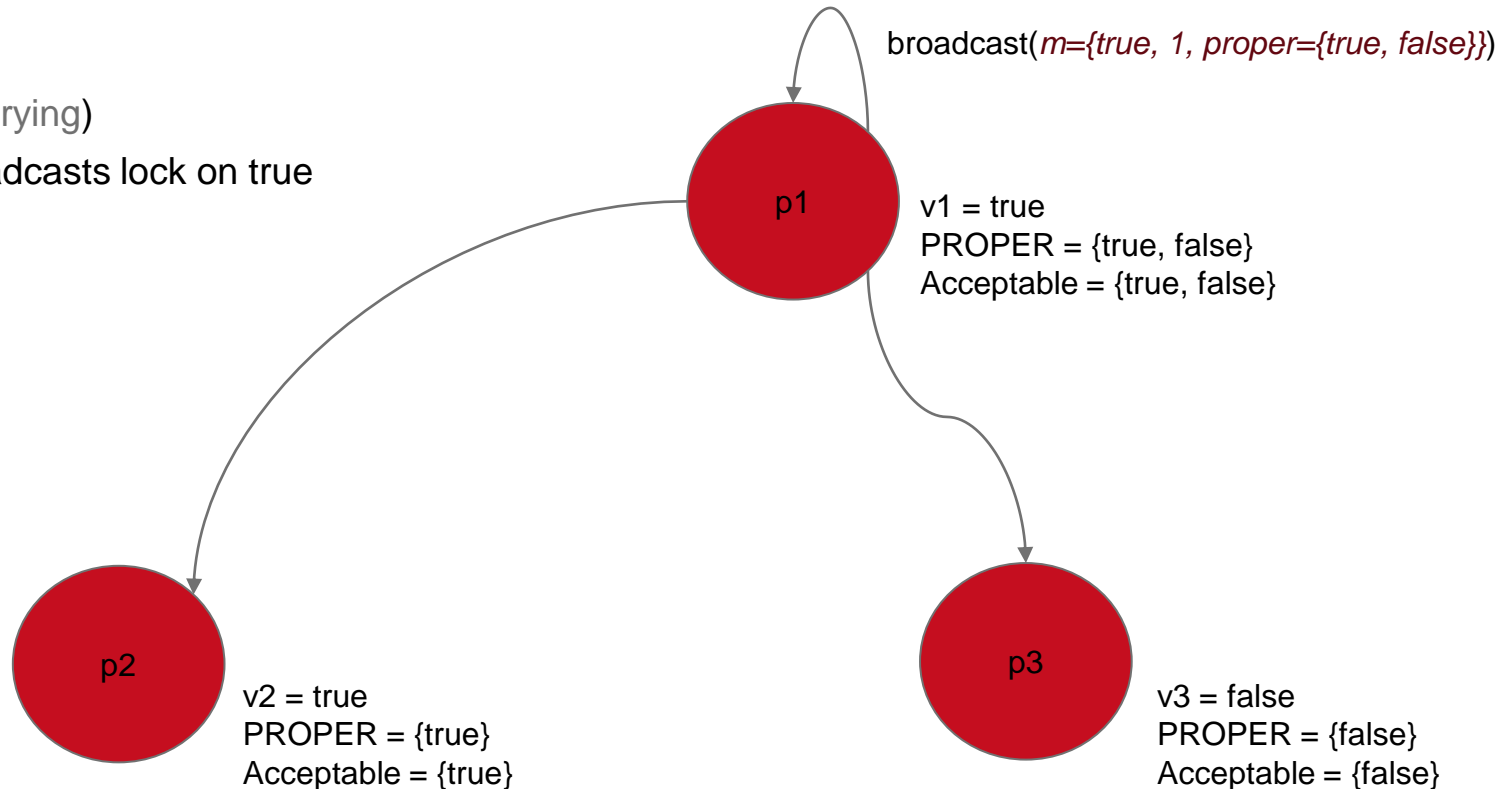 broadcast(m={true, 1, proper={true, false}})
rying)
adcasts lock on true
p1
v1 = true
PROPER = {true, false}
Acceptable = {true, false}
p2
v2 = true
PROPER = {true}
Acceptable = {true}
p3
v3 = false
PROPER = {false}
Acceptable = {false}